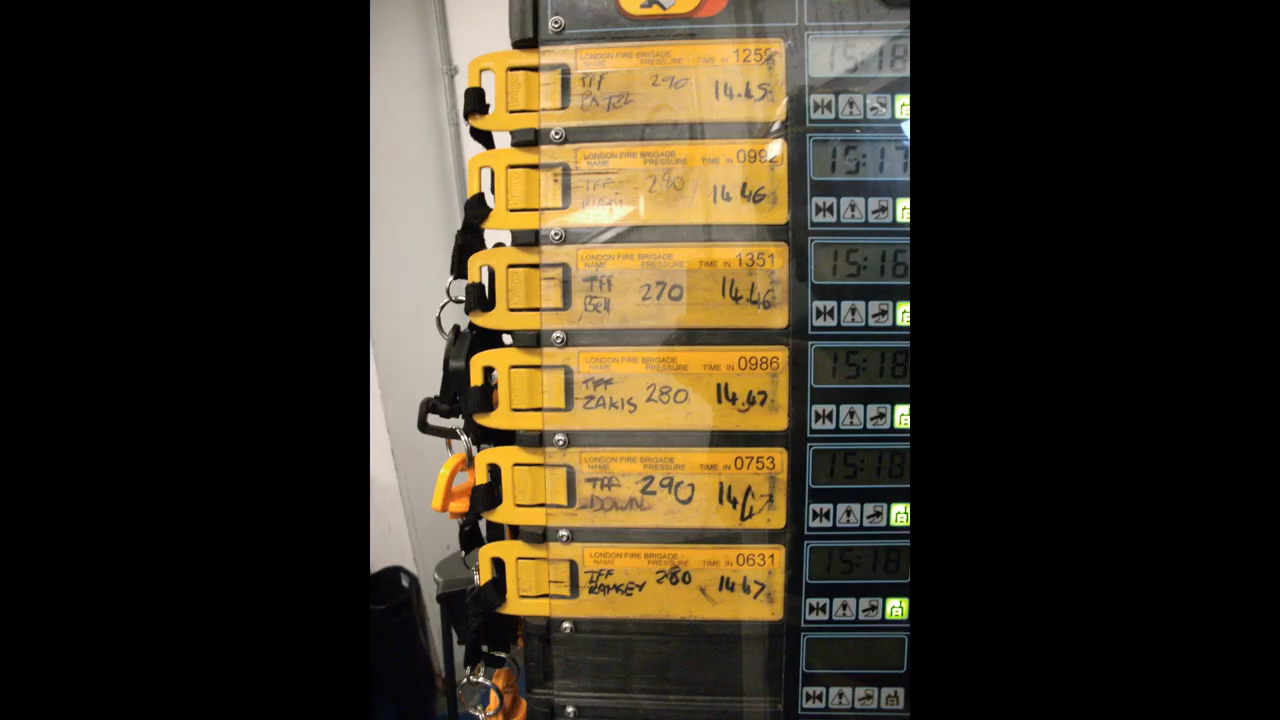 LONDON FIRE BRIGADE TIME IN 1259
NAME PRESSURE
TFF 290 14.45
PATEL
15:18
LONDON FIRE BRIGADE TIME IN 0992
NAME PRESSURE
TFF 280 14 46
15:17
LONDON FIRE BRIGADE TIME IN 1351
NAME PRESSURE
TFF 270 14.46
Bell
15:16
LONDON FIRE BRIGADE TIME IN 0986
NAME PRESSURE
TFF 280 14.47
ZAKIS
15:18
LONDON FIRE BRIGADE TIME IN 0753
NAME PRESSURE
TFF 290 1447
DOWN
15:18
LONDON FIRE BRIGADE TIME IN 0631
NAME PRESSURE
TFF 280 1447
RAMSEY
15:18